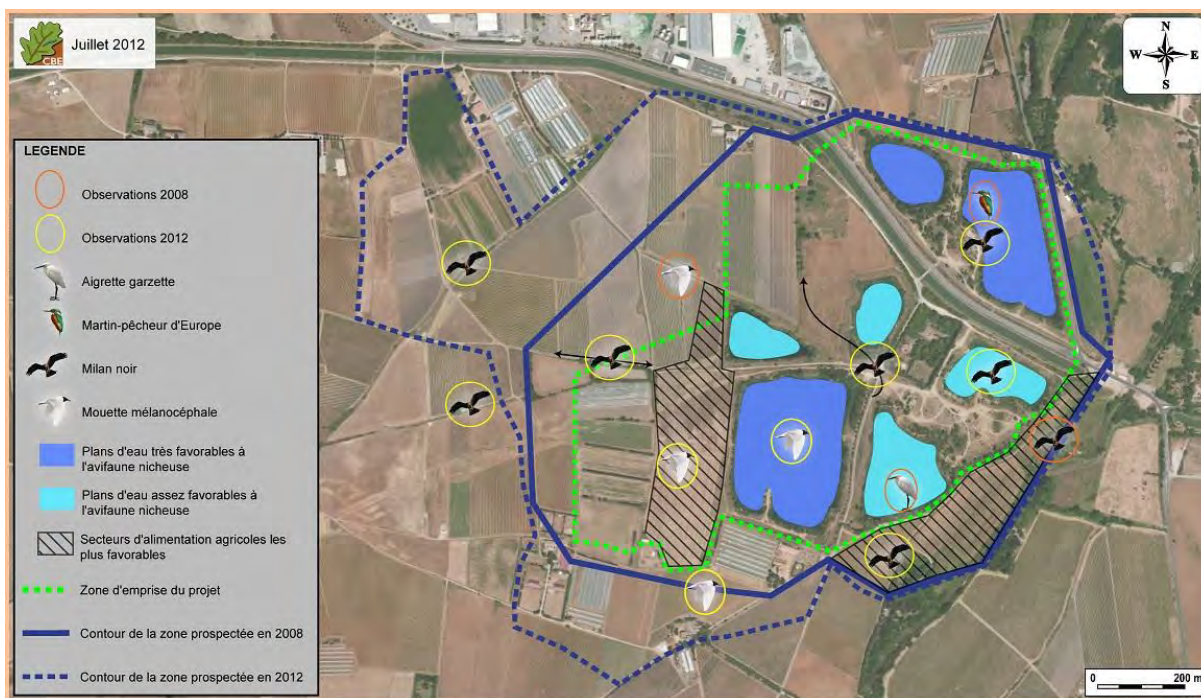 CBE
Juillet 2012
N
W E
S
LEGENDE
Observations 2008
Observations 2012
Aigrette garzette
Martin-pêcheur d'Europe
Milan noir
Mouette mélanocéphale
Plans d'eau très favorables à
l'avifaune nicheuse
Plans d'eau assez favorables à
l'avifaune nicheuse
Secteurs d'alimentation agricoles les
plus favorables
Zone d'emprise du projet
Contour de la zone prospectée en 2008
Contour de la zone prospectée en 2012
0 200 m